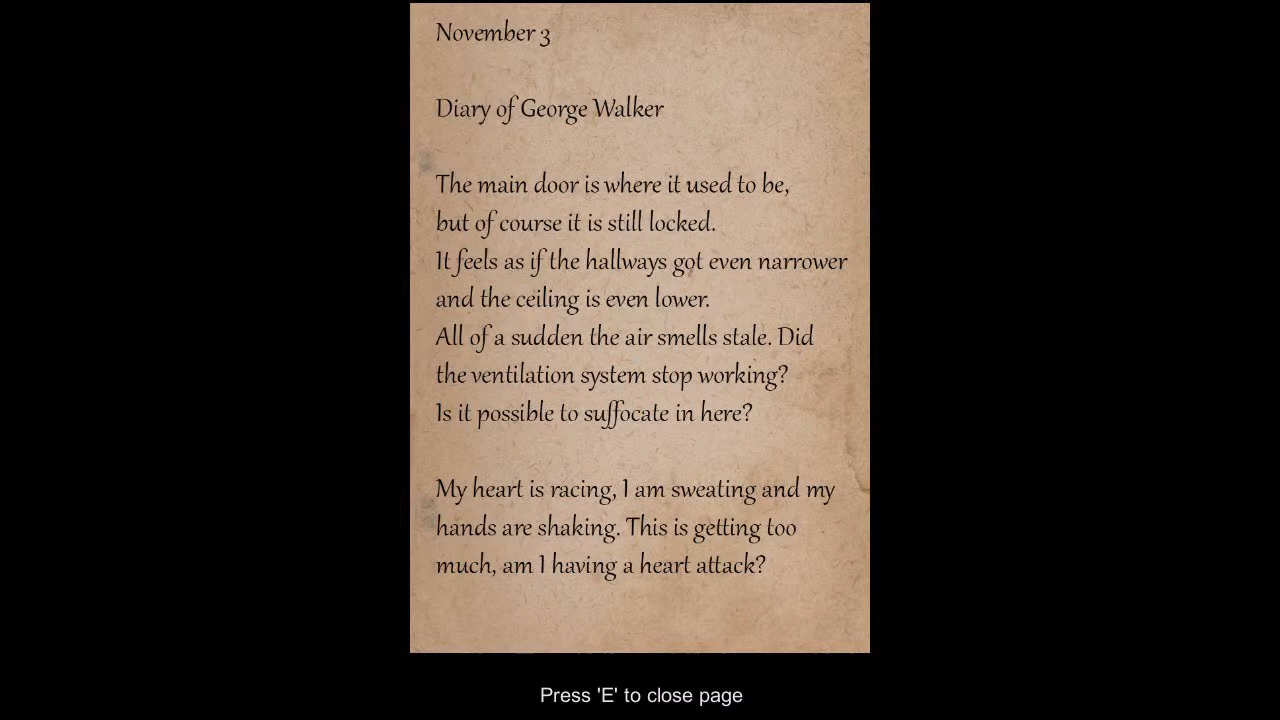 November 3
Diary of George Walker
The main door is where it used to be,
but of course it is still locked.
It feels as if the hallways got even narrower
and the ceiling is even lower.
All of a sudden the air smells stale. Did
the ventilation system stop working?
Is it possible to suffocate in here?
My heart is racing, I am sweating and my
hands are shaking. This is getting too
much, am I having a heart attack?
Press 'E' to close page